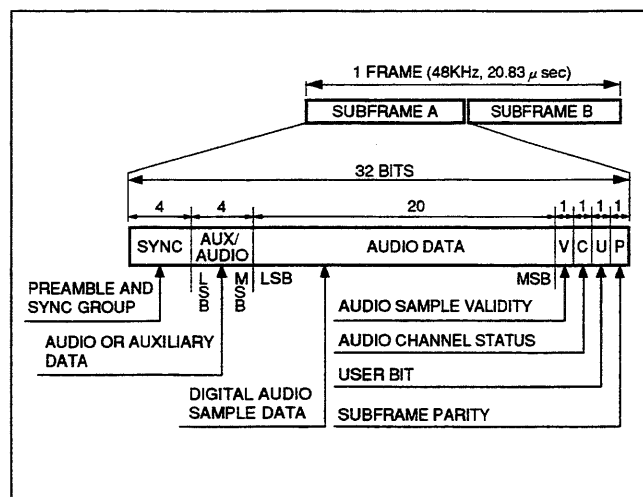 1 FRAME (48KHz, 20.83 μ sec)
SUBFRAME A SUBFRAME B
32 BITS
4 4 20 1 1 1 1
SYNC AUX/ AUDIO AUDIO DATA V C U P
LSB MSB LSB MSB
PREAMBLE AND
SYNC GROUP
AUDIO SAMPLE VALIDITY
AUDIO OR AUXILIARY
DATA
AUDIO CHANNEL STATUS
USER BIT
DIGITAL AUDIO
SAMPLE DATA
SUBFRAME PARITY